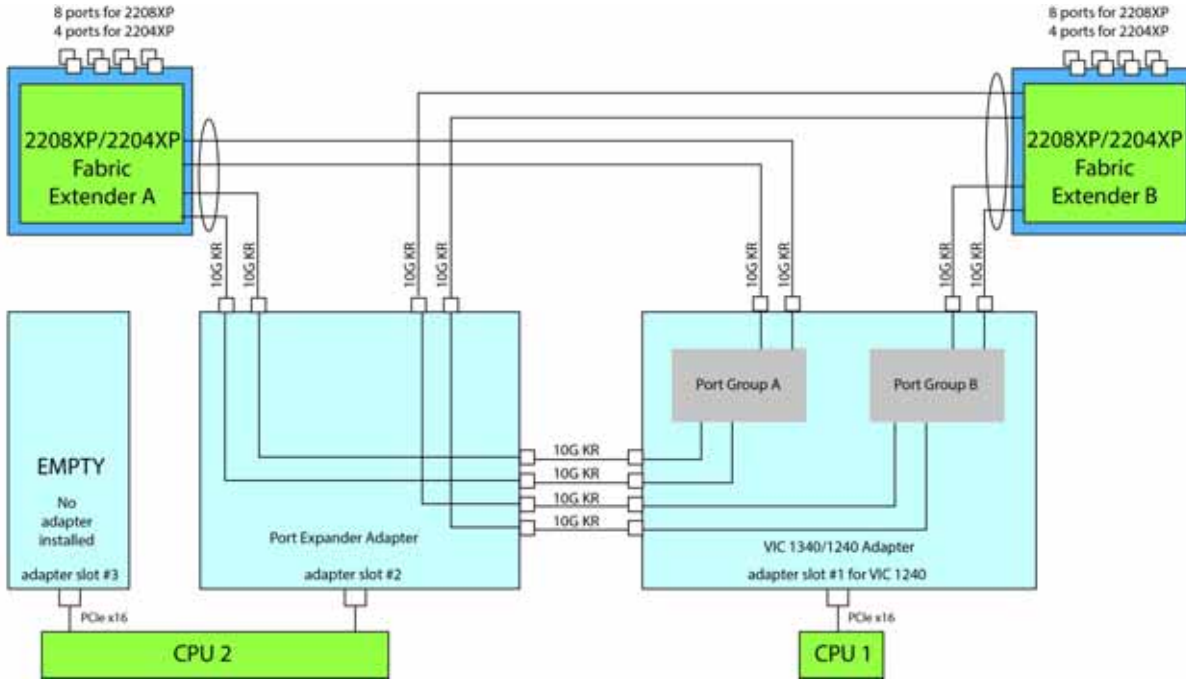 8 ports for 2208XP
4 ports for 2204XP
8 ports for 2208XP
4 ports for 2204XP
2208XP/2204XP
Fabric
Extender A
2208XP/2204XP
Fabric
Extender B
10G KR
10G KR
10G KR
10G KR
10G KR
10G KR
10G KR
10G KR
Port Group A
Port Group B
10G KR
10G KR
10G KR
10G KR
EMPTY
No
adapter
installed
adapter slot #3
Port Expander Adapter
adapter slot #2
VIC 1340/1240 Adapter
adapter slot #1 for VIC 1240
PCIe x16
PCIe x16
CPU 2
CPU 1